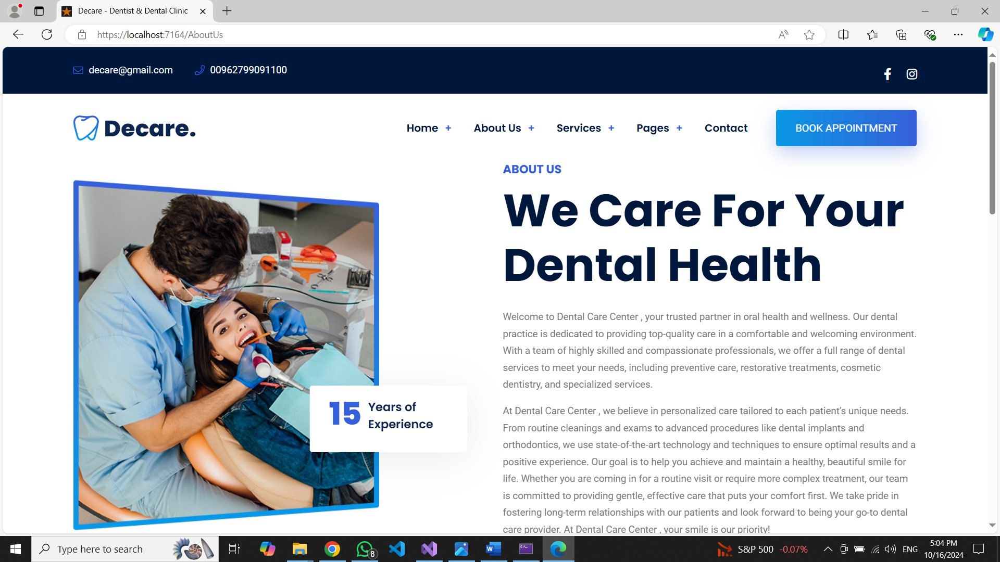 Decare - Dentist & Dental Clinic
https://localhost:7164/AboutUs
decare@gmail.com 00962799091100
Decare.
Home + About Us + Services + Pages + Contact BOOK APPOINTMENT
ABOUT US
We Care For Your
Dental Health
Welcome to Dental Care Center , your trusted partner in oral health and wellness. Our dental
practice is dedicated to providing top-quality care in a comfortable and welcoming environment.
With a team of highly skilled and compassionate professionals, we offer a full range of dental
services to meet your needs, including preventive care, restorative treatments, cosmetic
dentistry, and specialized services.
15 Years of
Experience
At Dental Care Center , we believe in personalized care tailored to each patient’s unique needs.
From routine cleanings and exams to advanced procedures like dental implants and
orthodontics, we use state-of-the-art technology and techniques to ensure optimal results and a
positive experience. Our goal is to help you achieve and maintain a healthy, beautiful smile for
life. Whether you are coming in for a routine visit or require more complex treatment, our team
is committed to providing gentle, effective care that puts your comfort first. We take pride in
fostering long-term relationships with our patients and look forward to being your go-to dental
care provider. At Dental Care Center , your smile is our priority!
Type here to search
8
S&P 500 -0.07%
ENG
5:04 PM
10/16/2024